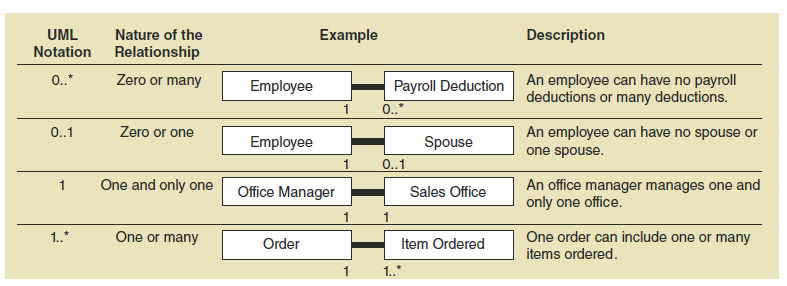 UML Notation
Nature of the Relationship
Example
Description
0..*
Zero or many
Employee
Payroll Deduction
1
0..*
An employee can have no payroll
deductions or many deductions.
0..1
Zero or one
Employee
Spouse
1
0..1
An employee can have no spouse or
one spouse.
1
One and only one
Office Manager
Sales Office
1
1
An office manager manages one and
only one office.
1..*
One or many
Order
Item Ordered
1
1..*
One order can include one or many
items ordered.